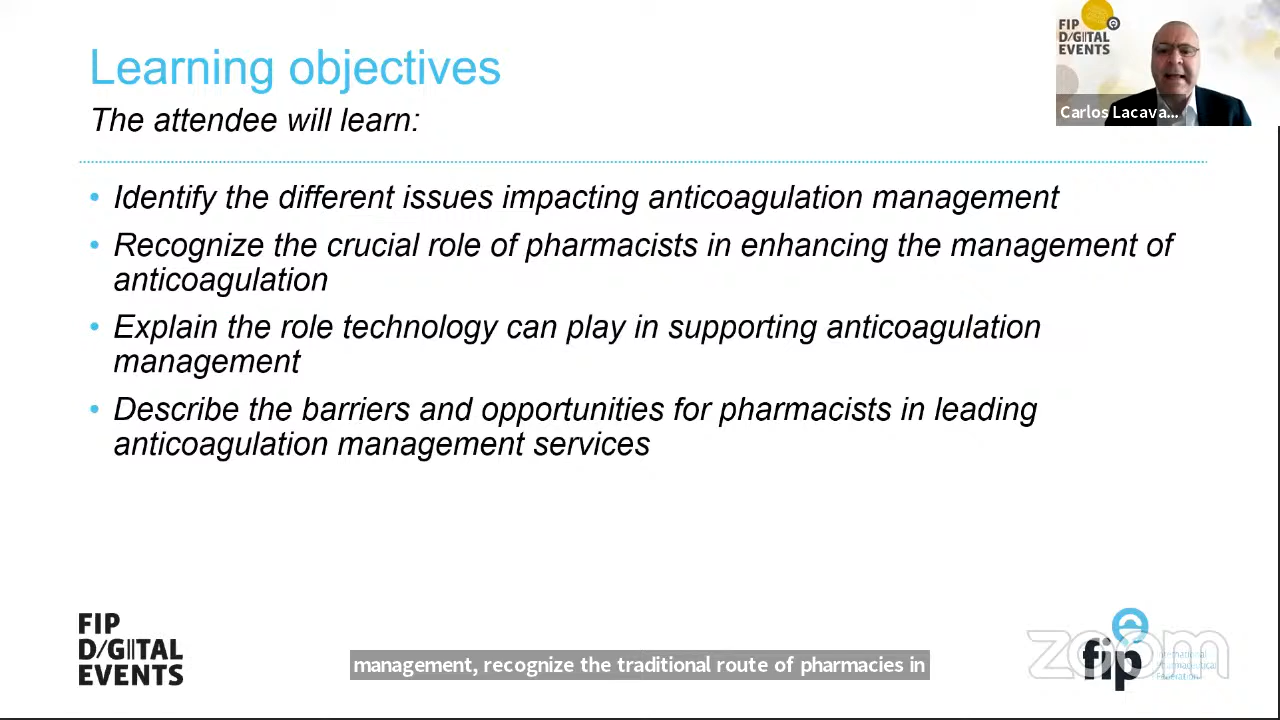 Learning objectives
The attendee will learn:
• Identify the different issues impacting anticoagulation management
• Recognize the crucial role of pharmacists in enhancing the management of
anticoagulation
• Explain the role technology can play in supporting anticoagulation
management
• Describe the barriers and opportunities for pharmacists in leading
anticoagulation management services
FIP
D/GITAL
EVENTS
Carlos Lacava...
FIP
D/GITAL
EVENTS
management, recognize the traditional route of pharmacies in
zoom
fip
International
Pharmaceutical
Federation